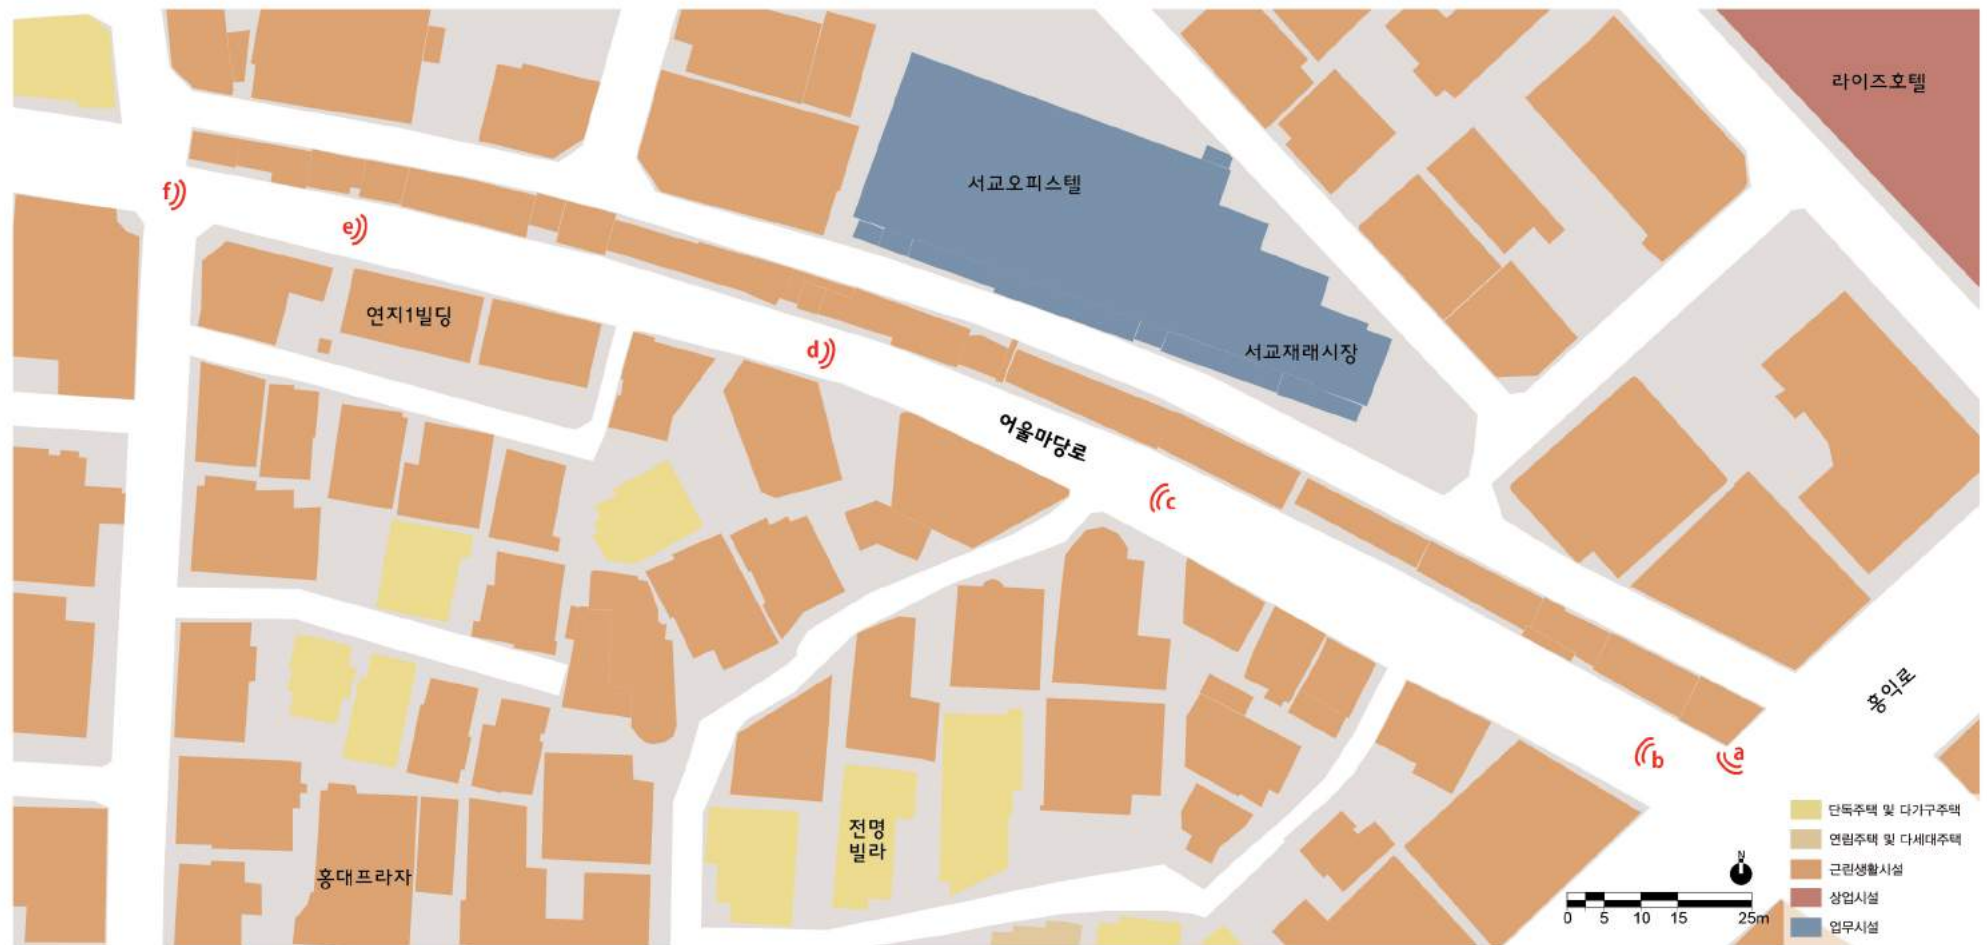 라이즈호텔
서교오피스텔
f
e
연지1빌딩
d
서교재래시장
어울마당로
c
홍익로
b
a
전명
빌라
홍대프라자
단독주택 및 다가구주택
연립주택 및 다세대주택
근린생활시설
상업시설
업무시설
N
0 5 10 15 25m